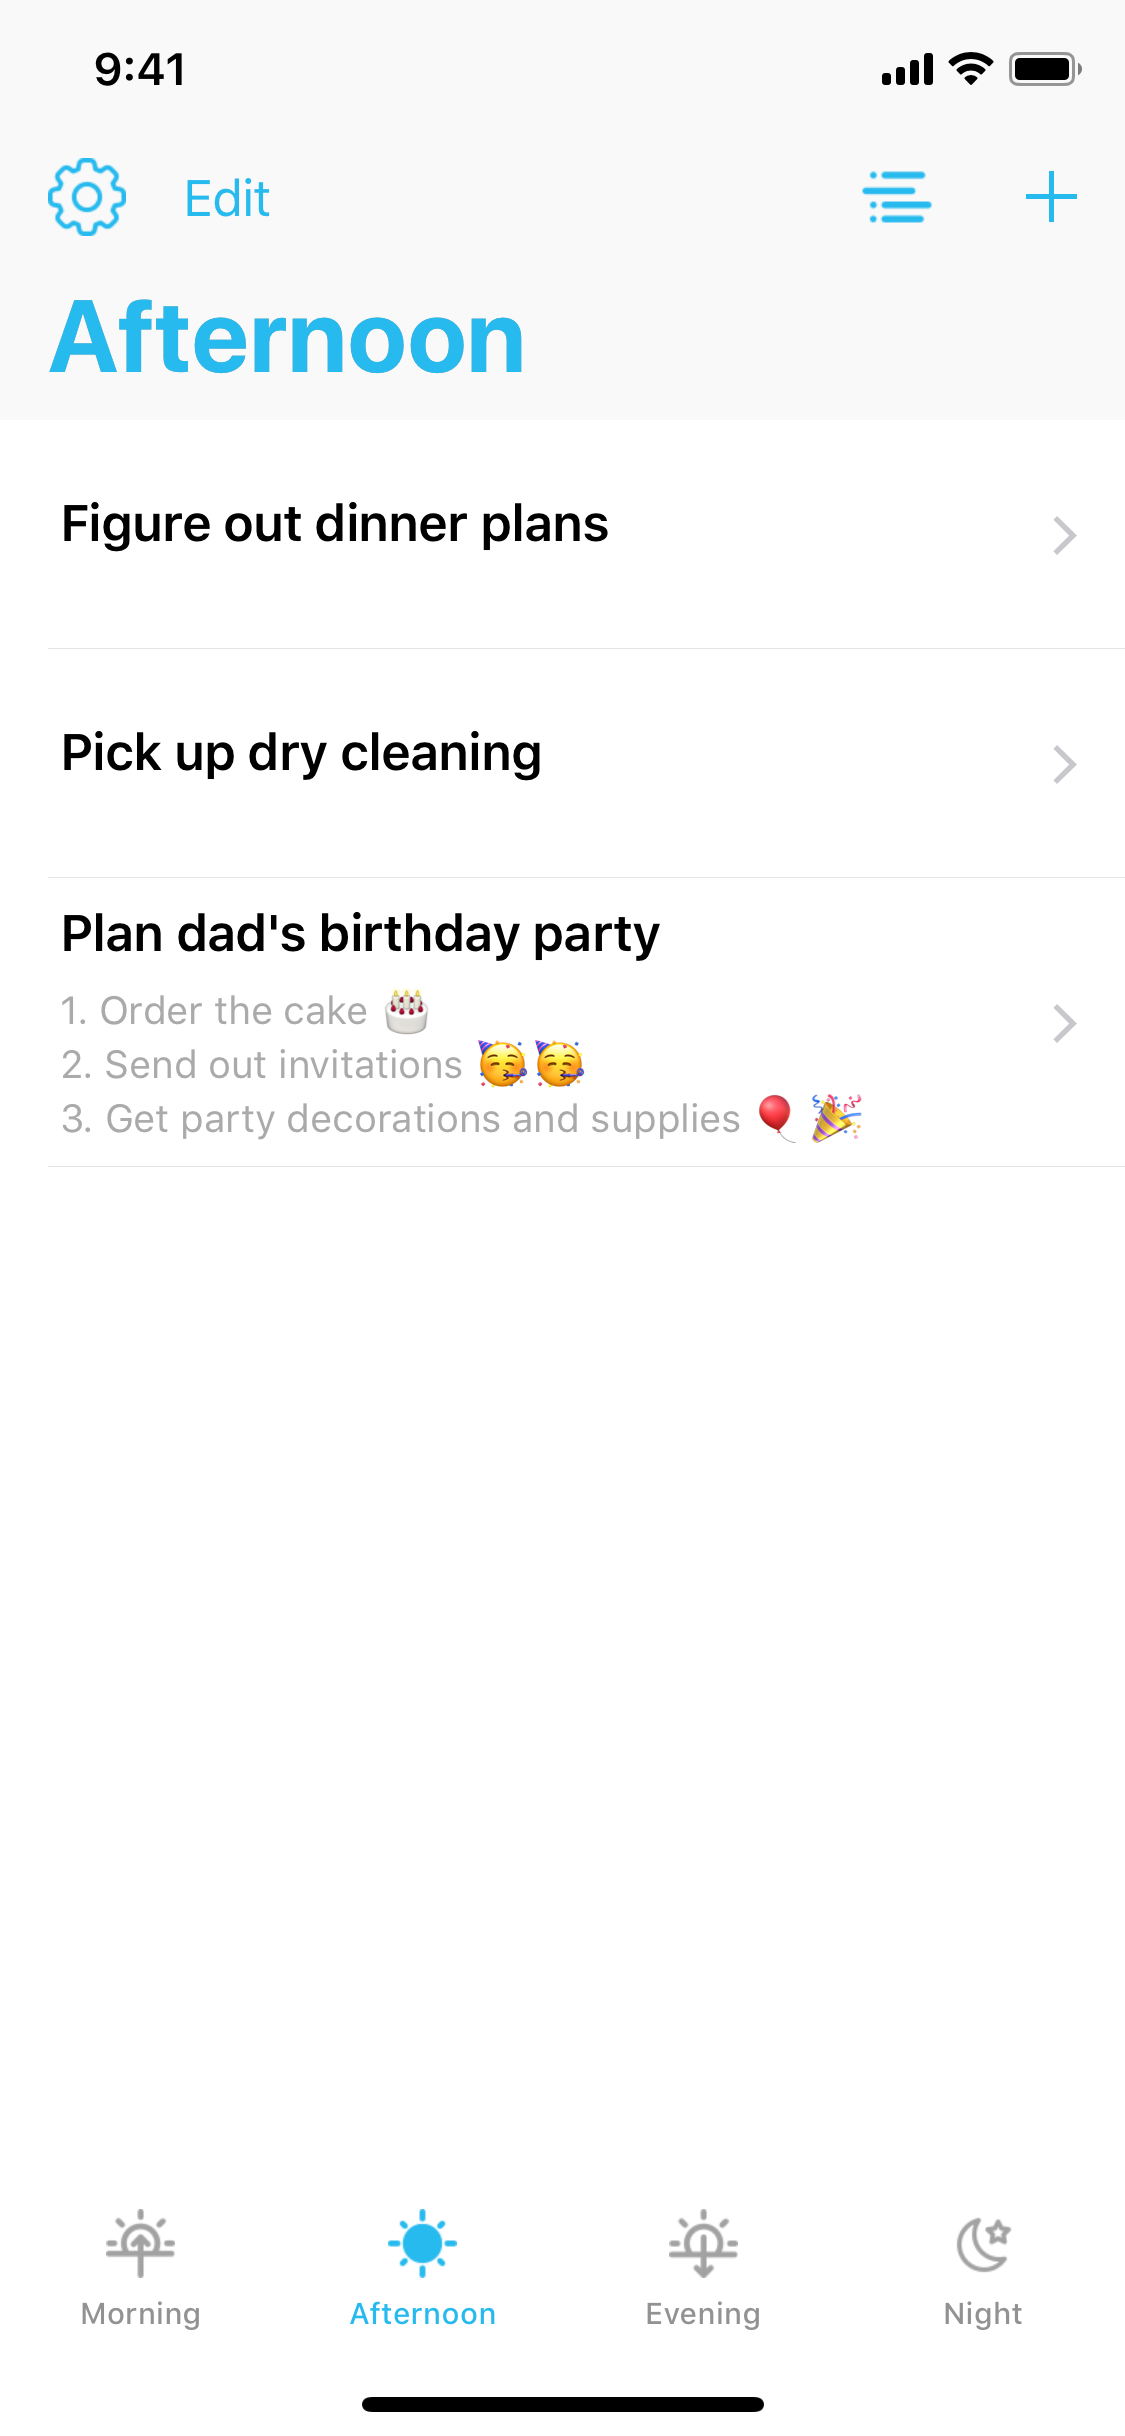 9:41
Edit
Afternoon
Figure out dinner plans
Pick up dry cleaning
Plan dad's birthday party
1. Order the cake 🎂
2. Send out invitations 🥳🥳
3. Get party decorations and supplies 🎈🎉
Morning
Afternoon
Evening
Night